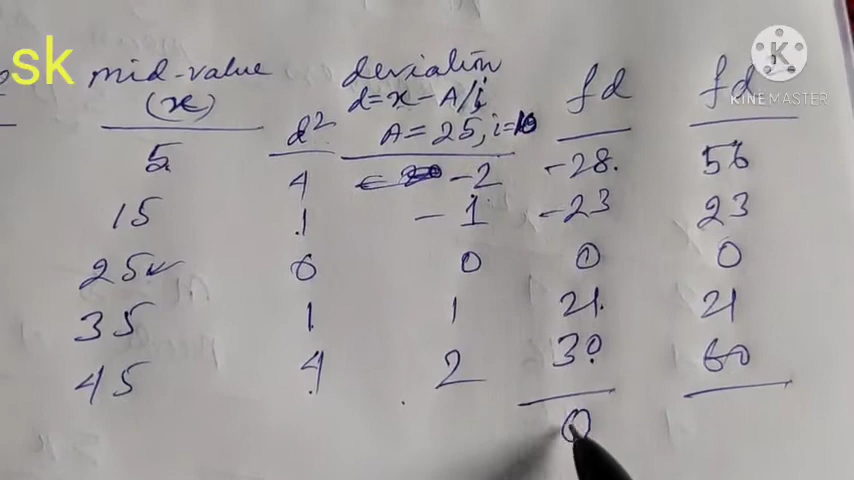 sk
mid-value deviation fd fd²
(x) d = x - A/i
d² A = 25, i=10
5 4 -2 -28 56
15 1 -1 -23 23
25 0 0 0 0
35 1 1 21 21
45 4 2 30 60
0
KINEMASTER